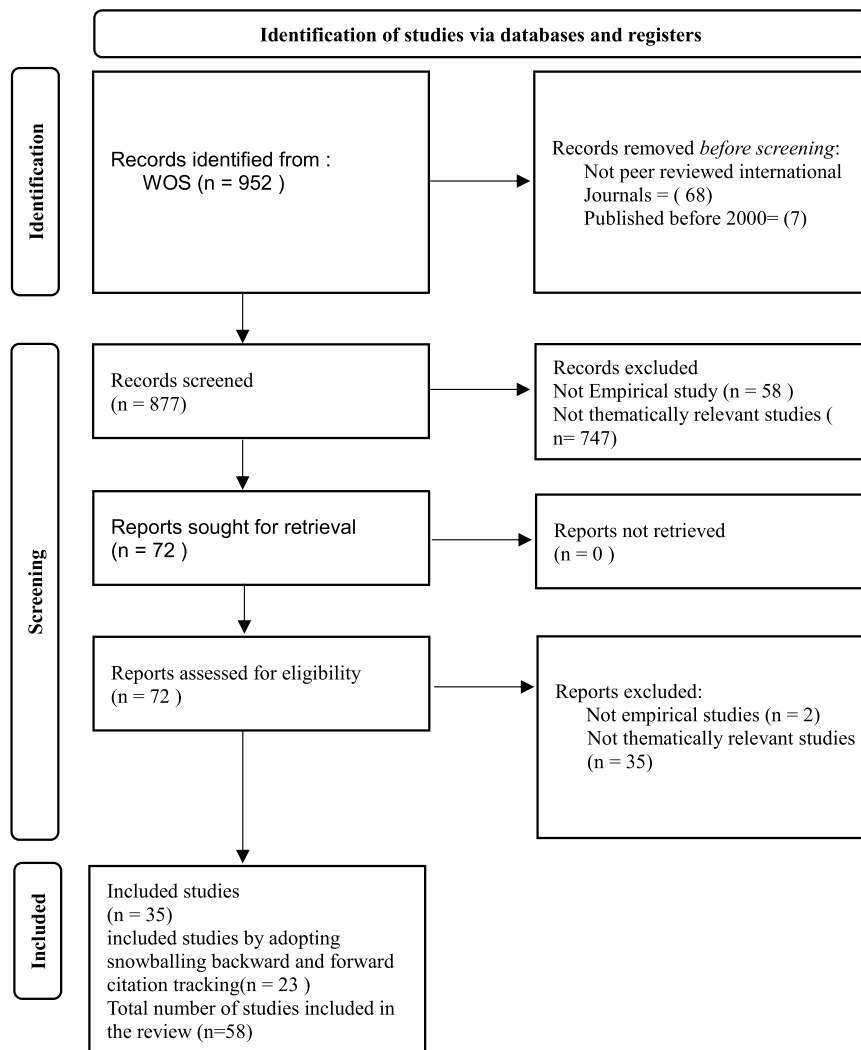 Identification of studies via databases and registers
Identification
Records identified from :
WOS (n = 952 )
Records removed before screening:
Not peer reviewed international
Journals = ( 68)
Published before 2000= (7)
Screening
Records screened
(n = 877)
Records excluded
Not Empirical study (n = 58 )
Not thematically relevant studies (
n= 747)
Reports sought for retrieval
(n = 72 )
Reports not retrieved
(n = 0 )
Reports assessed for eligibility
(n = 72 )
Reports excluded:
Not empirical studies (n = 2)
Not thematically relevant studies
(n = 35)
Included
Included studies
(n = 35)
included studies by adopting
snowballing backward and forward
citation tracking(n = 23 )
Total number of studies included in
the review (n=58)